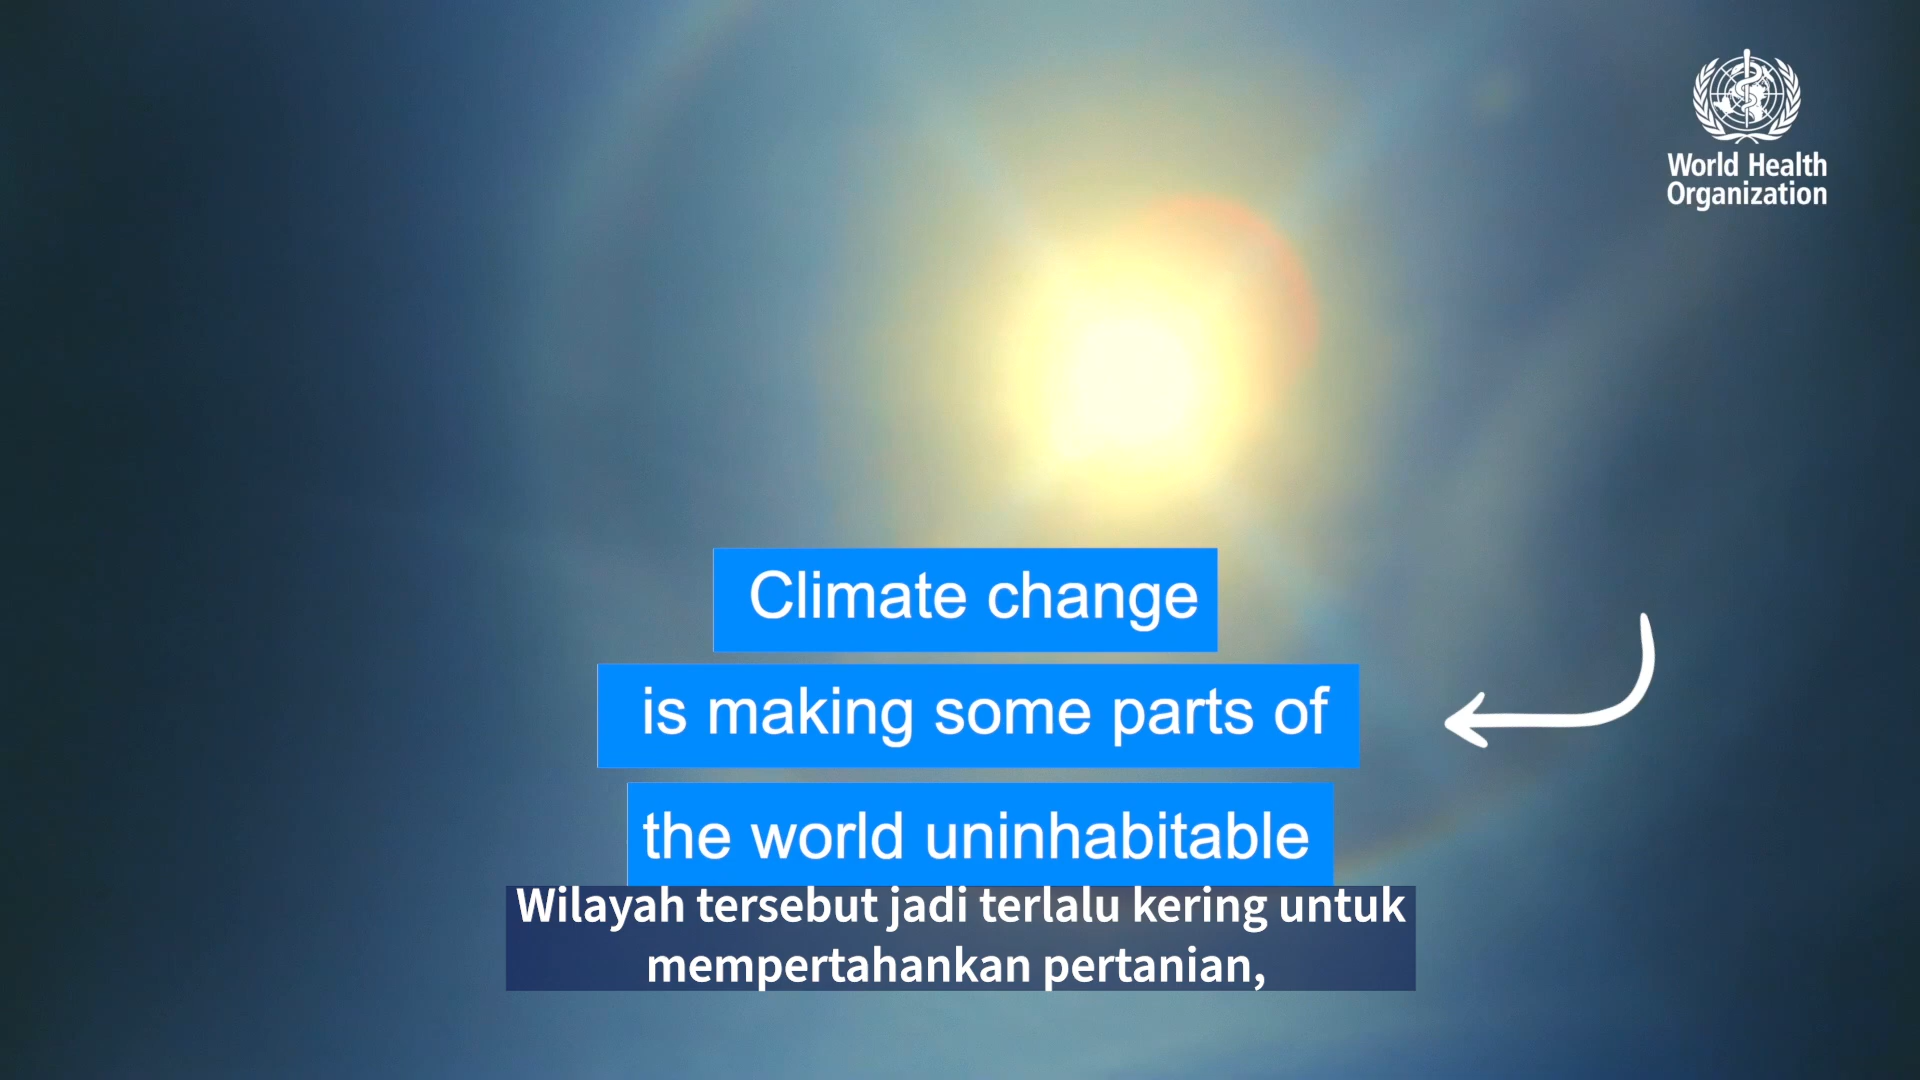 World Health
Organization
Climate change
is making some parts of
the world uninhabitable
Wilayah tersebut jadi terlalu kering untuk
mempertahankan pertanian,